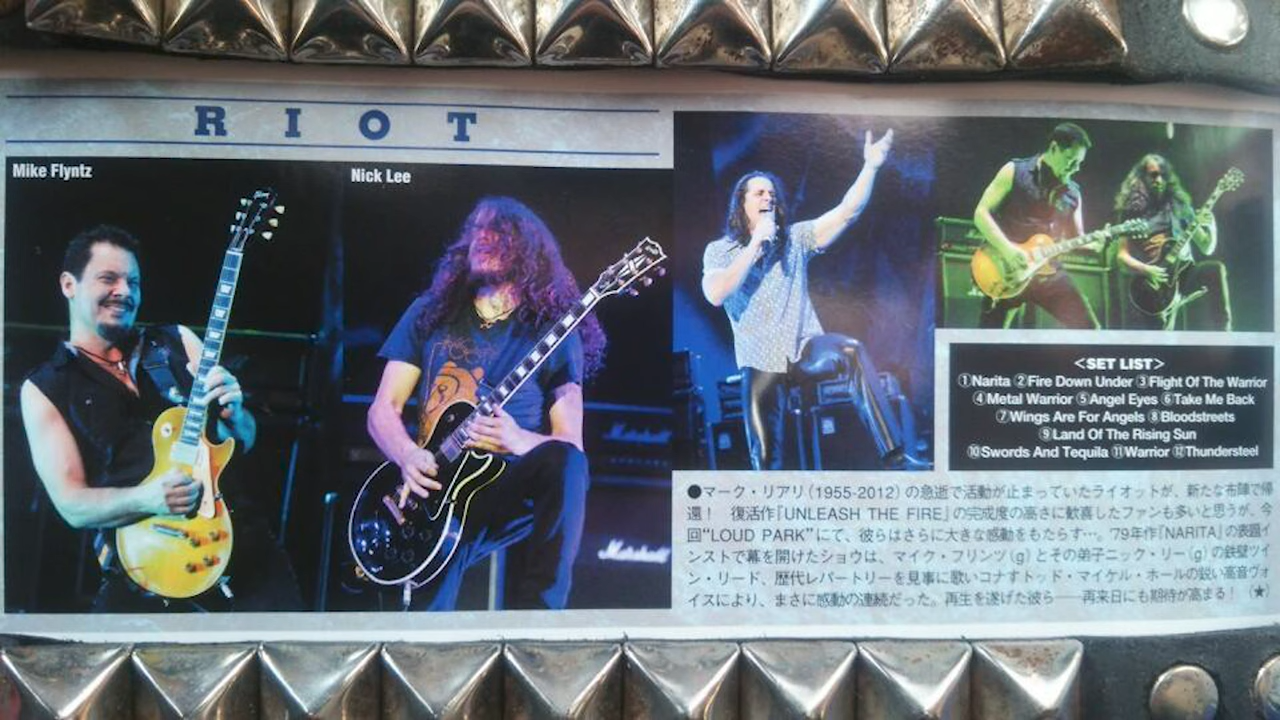 RIOT
Mike Flyntz
Nick Lee
Marshall
Marshall
<SET LIST>
①Narita ②Fire Down Under ③Flight Of The Warrior
④Metal Warrior ⑤Angel Eyes ⑥Take Me Back
⑦Wings Are For Angels ⑧Bloodstreets
⑨Land Of The Rising Sun
⑩Swords And Tequila ⑪Warrior ⑫Thundersteel
●マーク・リアリ(1955-2012)の急逝で活動が止まっていたライオットが、新たな布陣で帰
還! 復活作『UNLEASH THE FIRE』の完成度の高さに歓喜したファンも多いと思うが、今
回“LOUD PARK”にて、彼らはさらに大きな感動をもたらす…。'79年作『NARITA』の表題イ
ンストで幕を開けたショウは、マイク・フリンツ(g)とその弟子ニック・リー(g)の鉄壁ツイ
ン・リード、歴代レパートリーを見事に歌いコナすトッド・マイケル・ホールの鋭い高音ヴォ
イスにより、まさに感動の連続だった。再生を遂げた彼ら──再来日にも期待が高まる! (★)